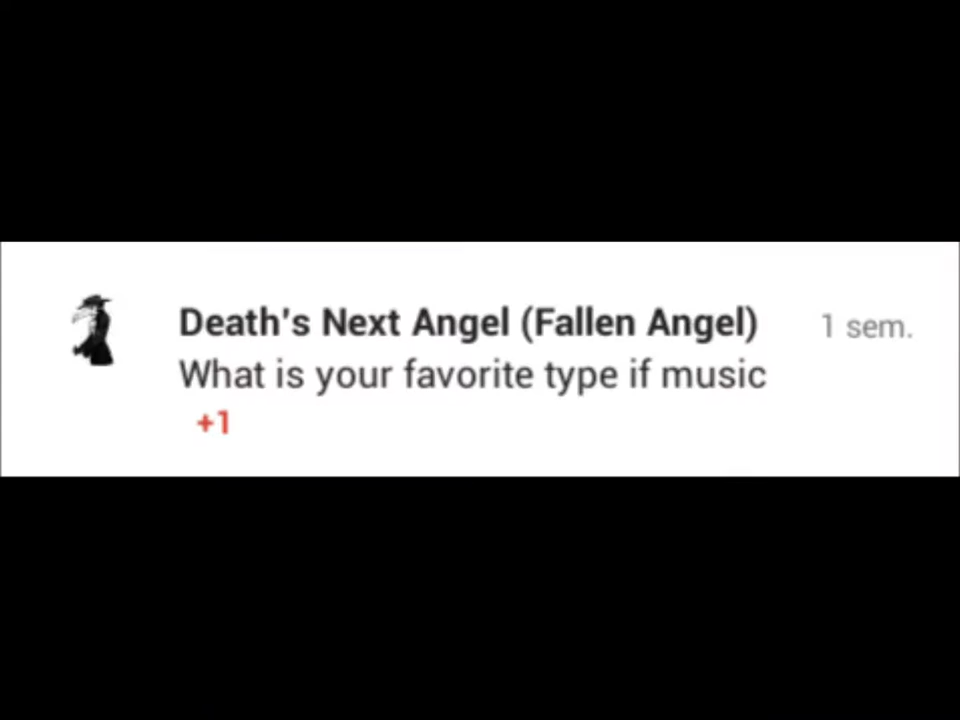 Death's Next Angel (Fallen Angel) 1 sem.
What is your favorite type if music
+1